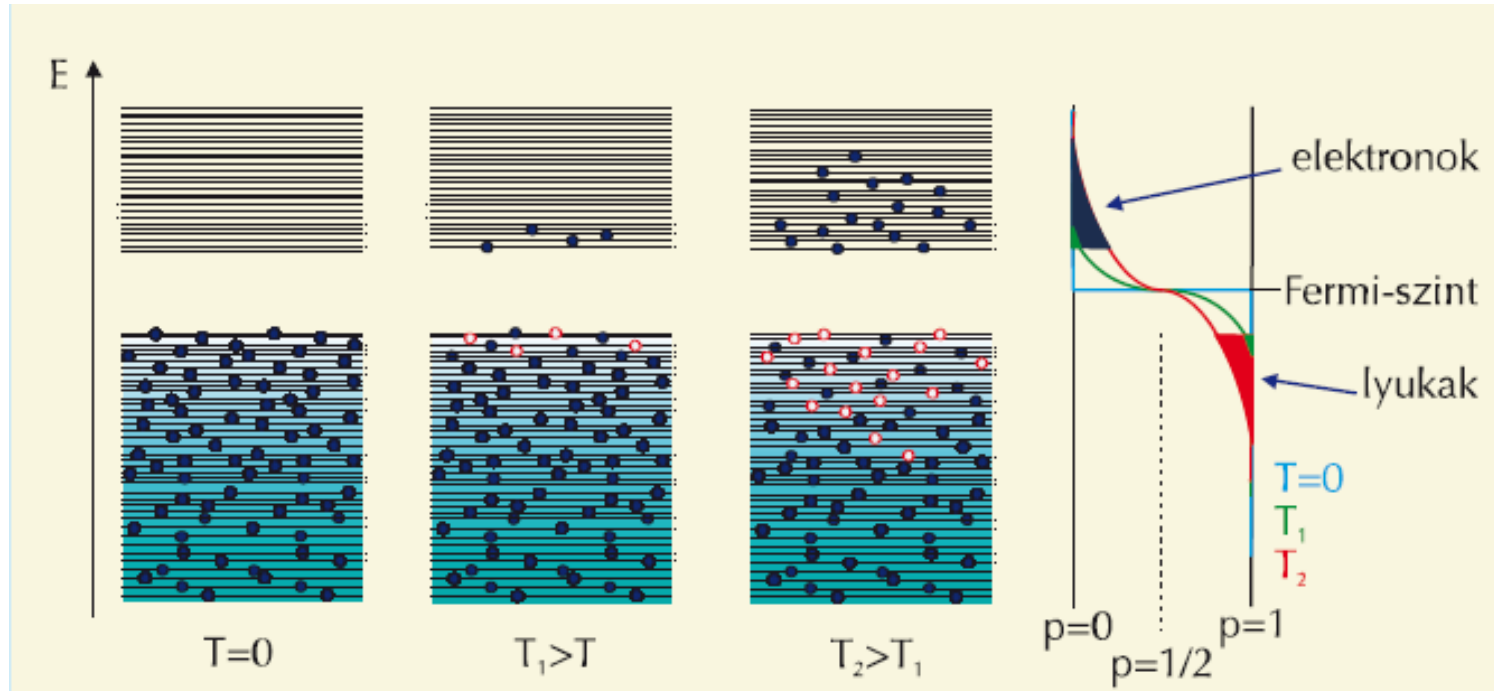 E
elektronok
Fermi-szint
lyukak
T=0
T₁
T₂
p=0
p=1/2
p=1
T=0
T₁>T
T₂>T₁